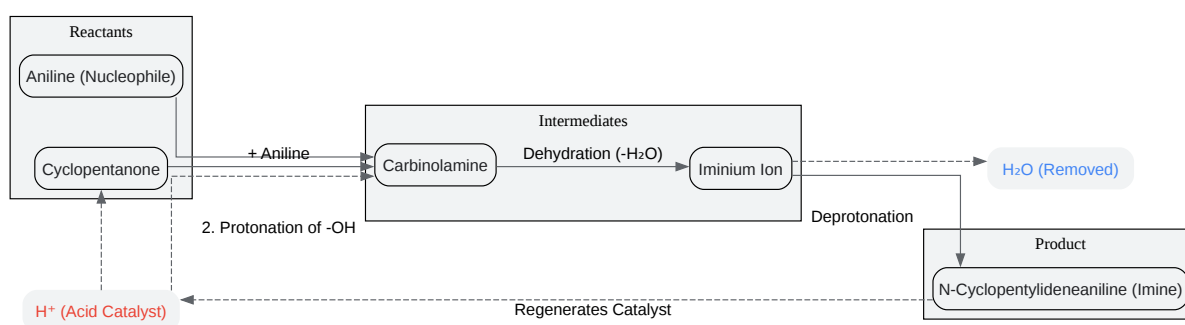 Reactants
Aniline (Nucleophile)
Cyclopentanone
+ Aniline
Intermediates
Carbinolamine
Dehydration (-H₂O)
Iminium Ion
H₂O (Removed)
2. Protonation of -OH
Deprotonation
Product
N-Cyclopentylideneaniline (Imine)
H⁺ (Acid Catalyst)
Regenerates Catalyst